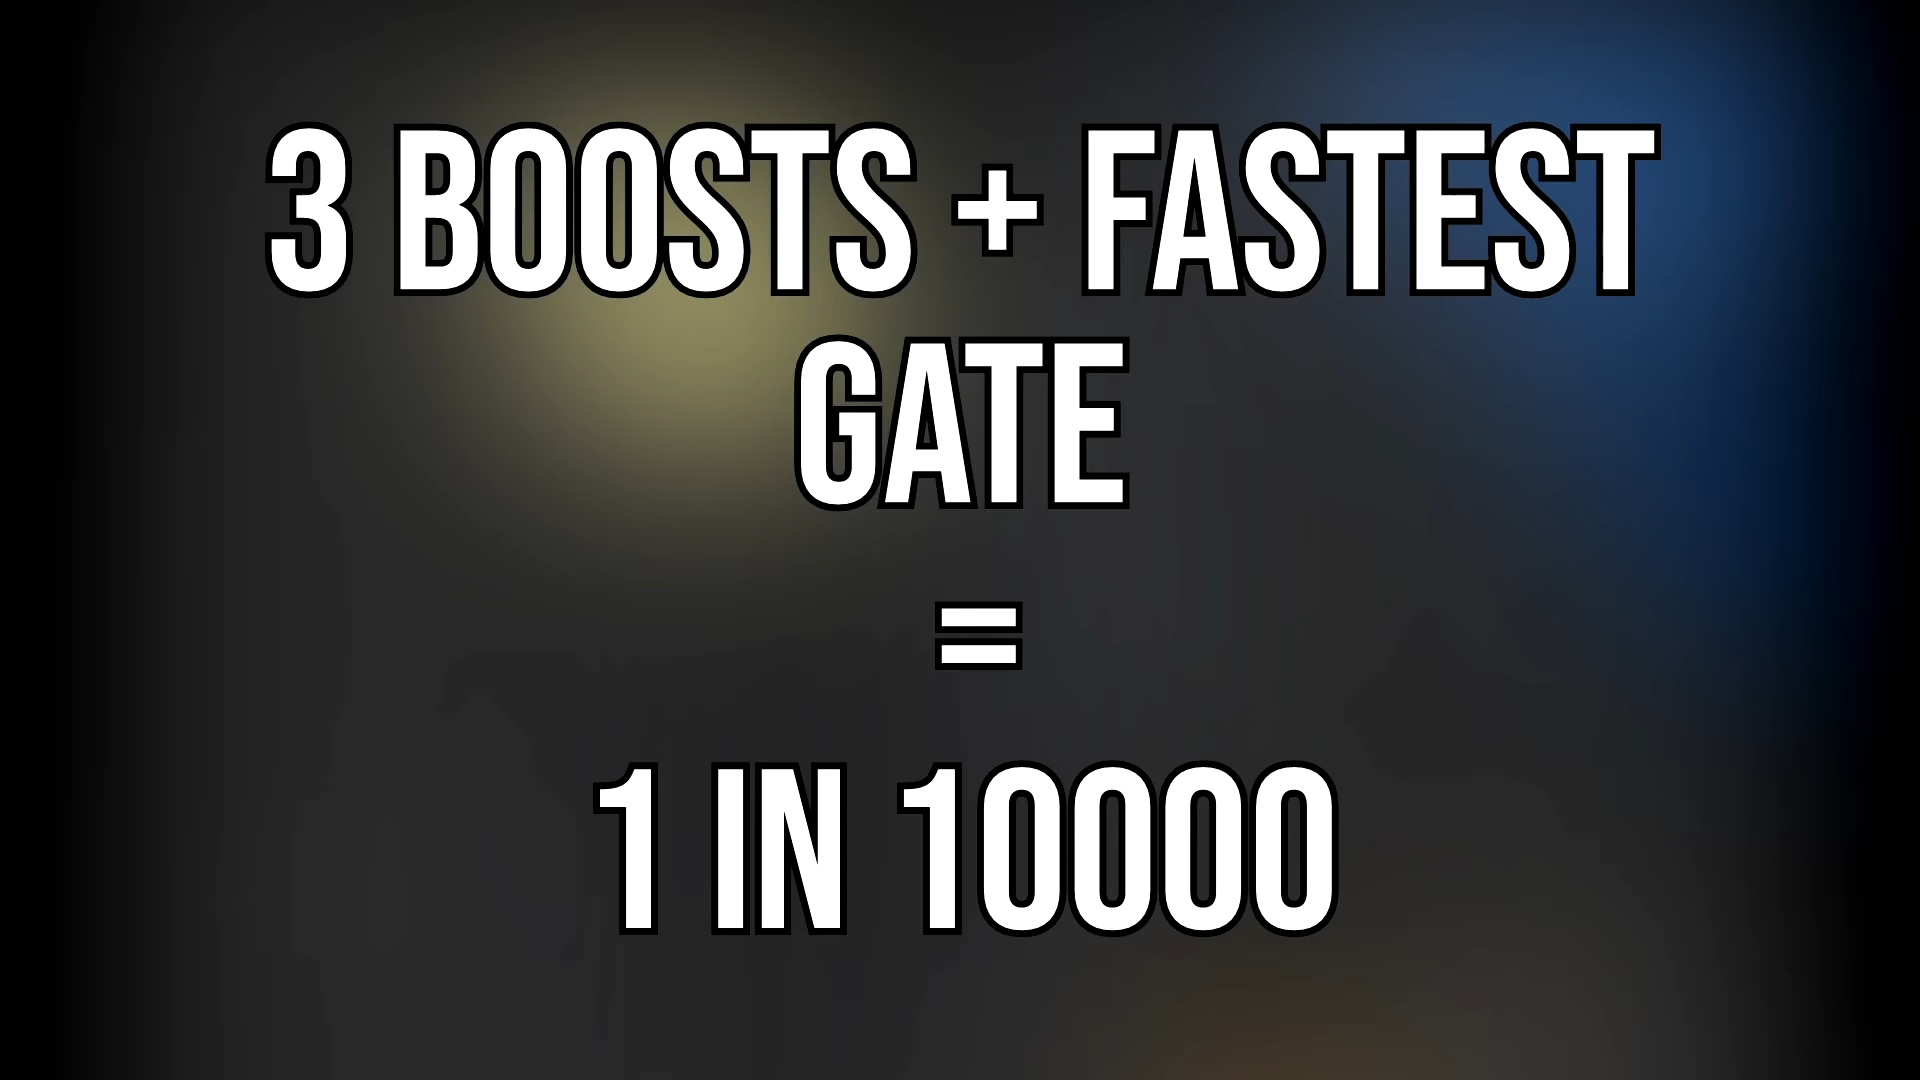 3 BOOSTS + FASTEST
GATE
=
1 IN 10000